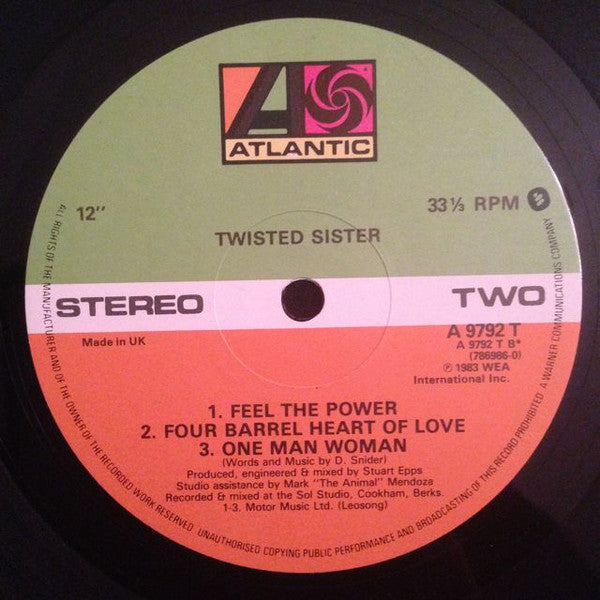 ATLANTIC
12"
33⅓ RPM
TWISTED SISTER
STEREO
TWO
Made in UK
A 9792 T
A 9792 T B*
(786986-0)
℗ 1983 WEA
International Inc.
1. FEEL THE POWER
2. FOUR BARREL HEART OF LOVE
3. ONE MAN WOMAN
(Words and Music by D. Snider)
Produced, engineered & mixed by Stuart Epps
Studio assistance by Mark "The Animal" Mendoza
Recorded & mixed at the Sol Studio, Cookham, Berks.
1-3. Motor Music Ltd. (Leosong)
ALL RIGHTS OF THE MANUFACTURER AND OF THE OWNER OF THE RECORDED WORK RESERVED UNAUTHORISED COPYING PUBLIC PERFORMANCE AND BROADCASTING OF THIS RECORD PROHIBITED A WARNER COMMUNICATIONS COMPANY